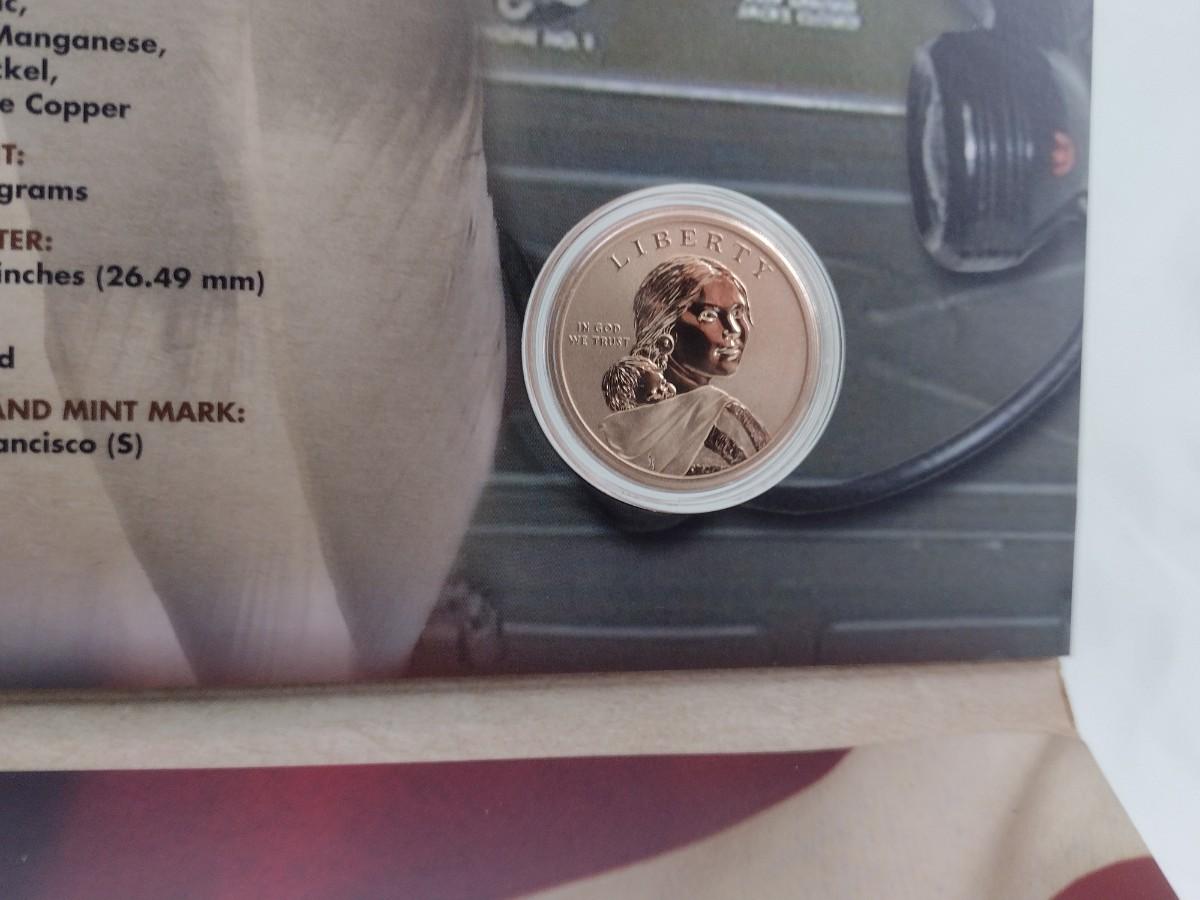 c,
Manganese,
ckel,
e Copper
T:
grams
TER:
inches (26.49 mm)
d
AND MINT MARK:
ancisco (S)
LIBERTY
IN GOD
WE TRUST